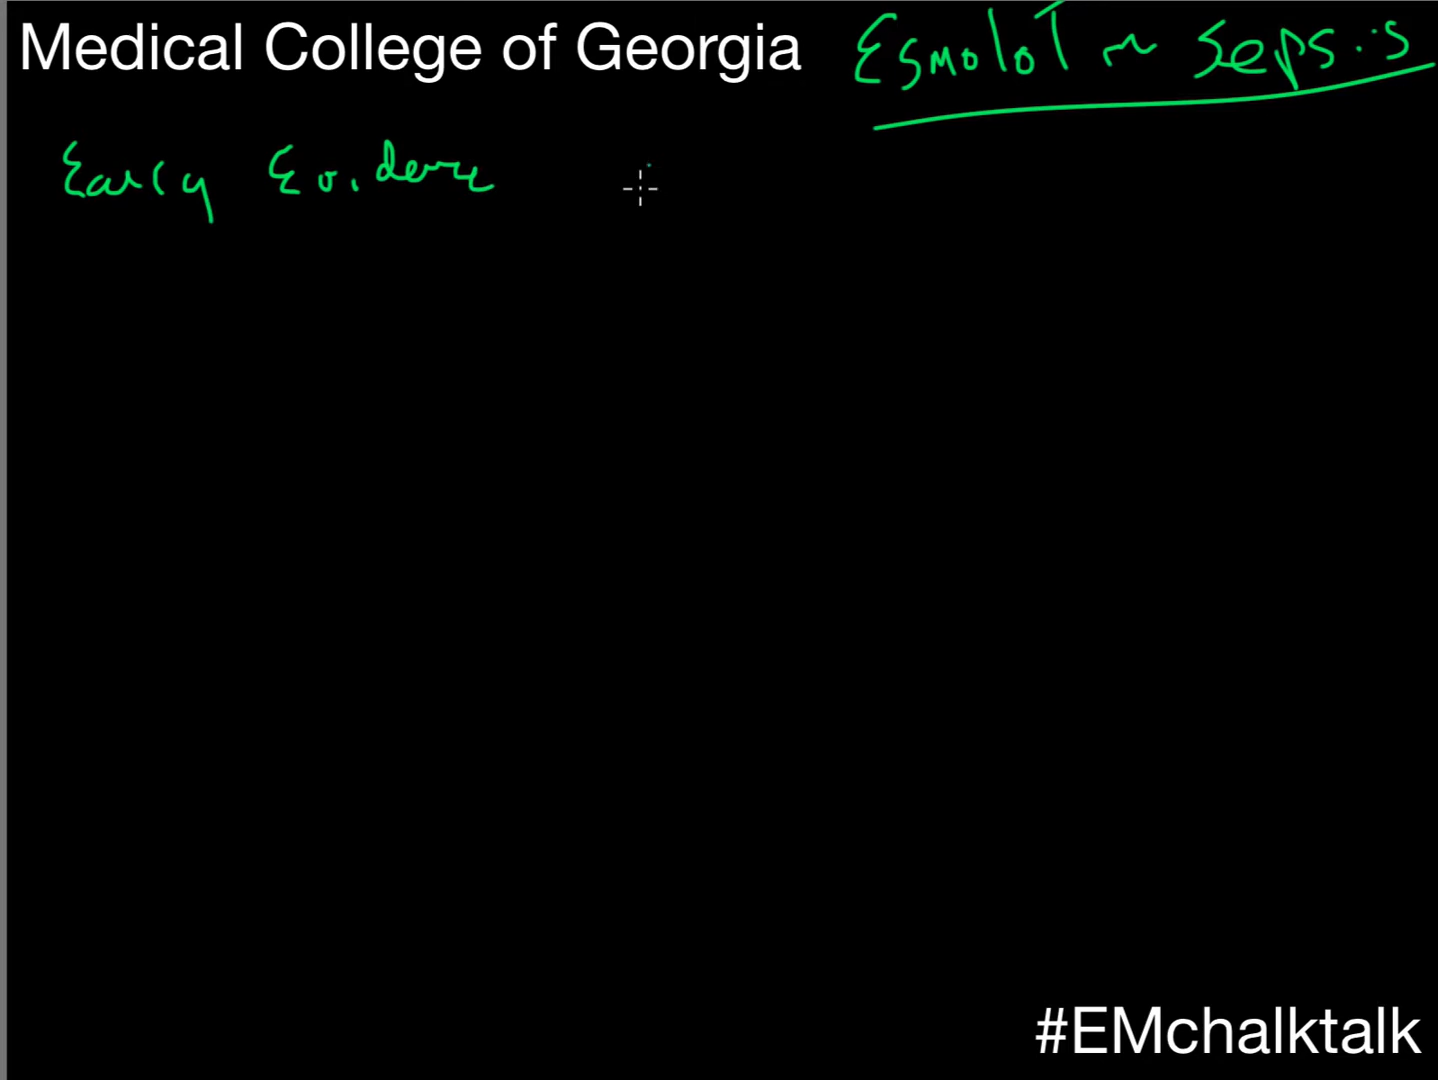 Medical College of Georgia Esmolol in Sepsis
Early Evidence
#EMchalktalk